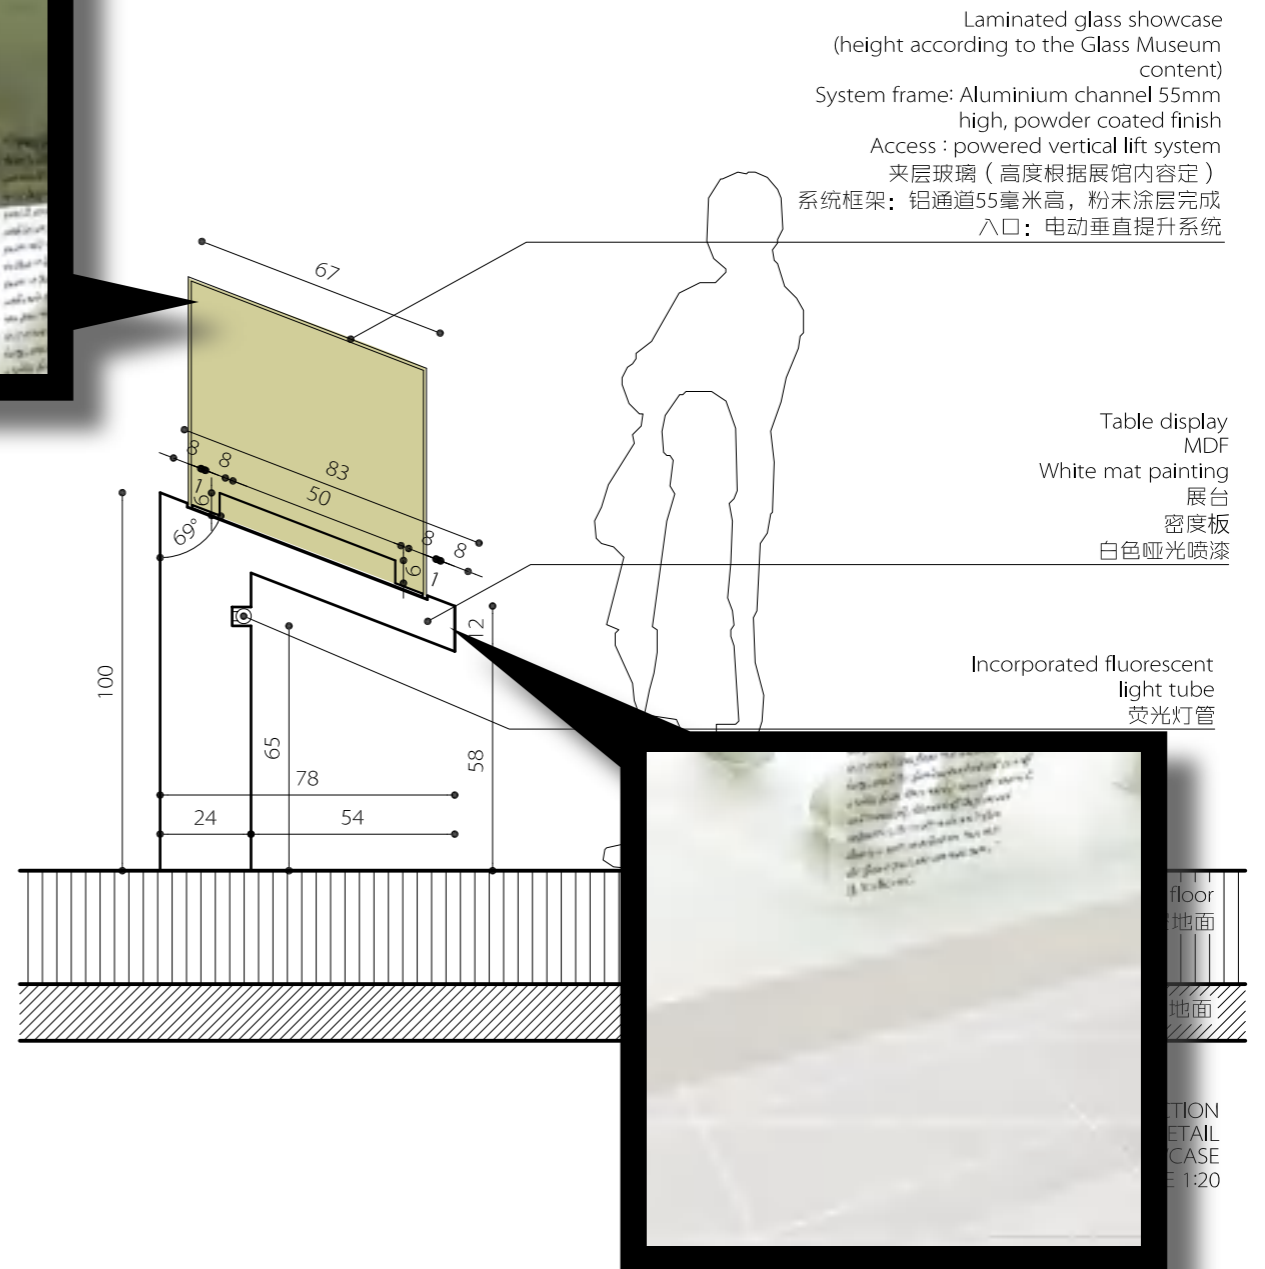 Laminated glass showcase
(height according to the Glass Museum
content)
System frame: Aluminium channel 55mm
high, powder coated finish
Access : powered vertical lift system
夹层玻璃（高度根据展馆内容定）
系统框架：铝通道55毫米高，粉末涂层完成
入口：电动垂直提升系统
67
Table display
MDF
White mat painting
展台
密度板
白色哑光喷漆
8
8
83
50
1
6
69°
8
8
6
1
12
Incorporated fluorescent
light tube
荧光灯管
100
65
58
78
24
54
floor
地面
地面
CTION
ETAIL
CASE
E 1:20